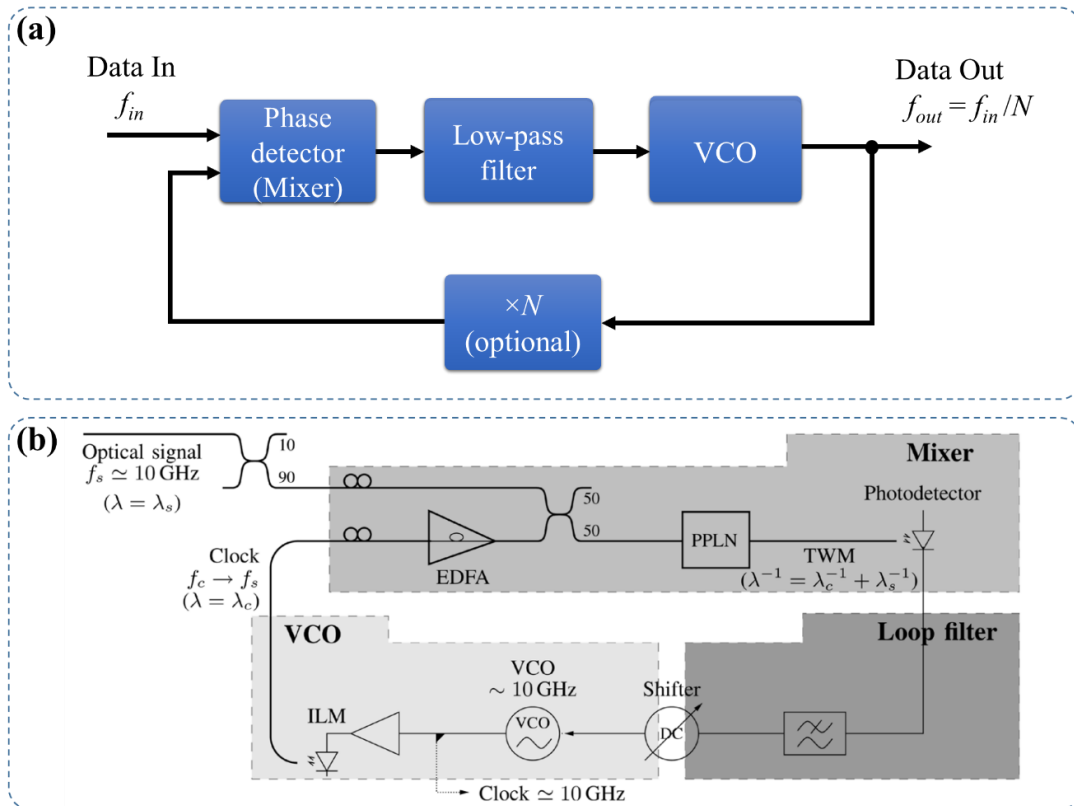 (a)
Data In
f_in
Phase
detector
(Mixer)
Low-pass
filter
VCO
Data Out
f_out = f_in/N
×N
(optional)
(b)
Optical signal
f_s ≃ 10 GHz
(λ = λ_s)
10
90
Mixer
Photodetector
50
50
PPLN
TWM
(λ⁻¹ = λ_c⁻¹ + λ_s⁻¹)
EDFA
Clock
f_c → f_s
(λ = λ_c)
VCO
Loop filter
VCO
∼ 10 GHz
Shifter
ILM
VCO
DC
Clock ≃ 10 GHz